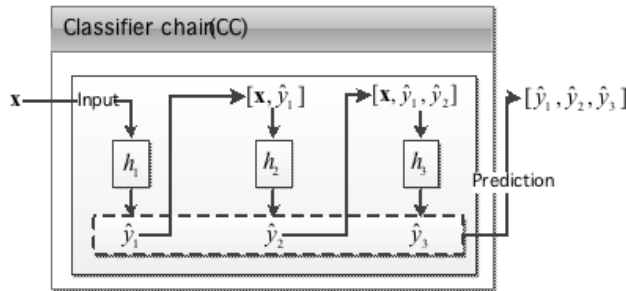 Classifier chain(CC)
x Input [x, ŷ₁] [x, ŷ₁, ŷ₂] [ŷ₁, ŷ₂, ŷ₃]
h₁ h₂ h₃
Prediction
ŷ₁ ŷ₂ ŷ₃